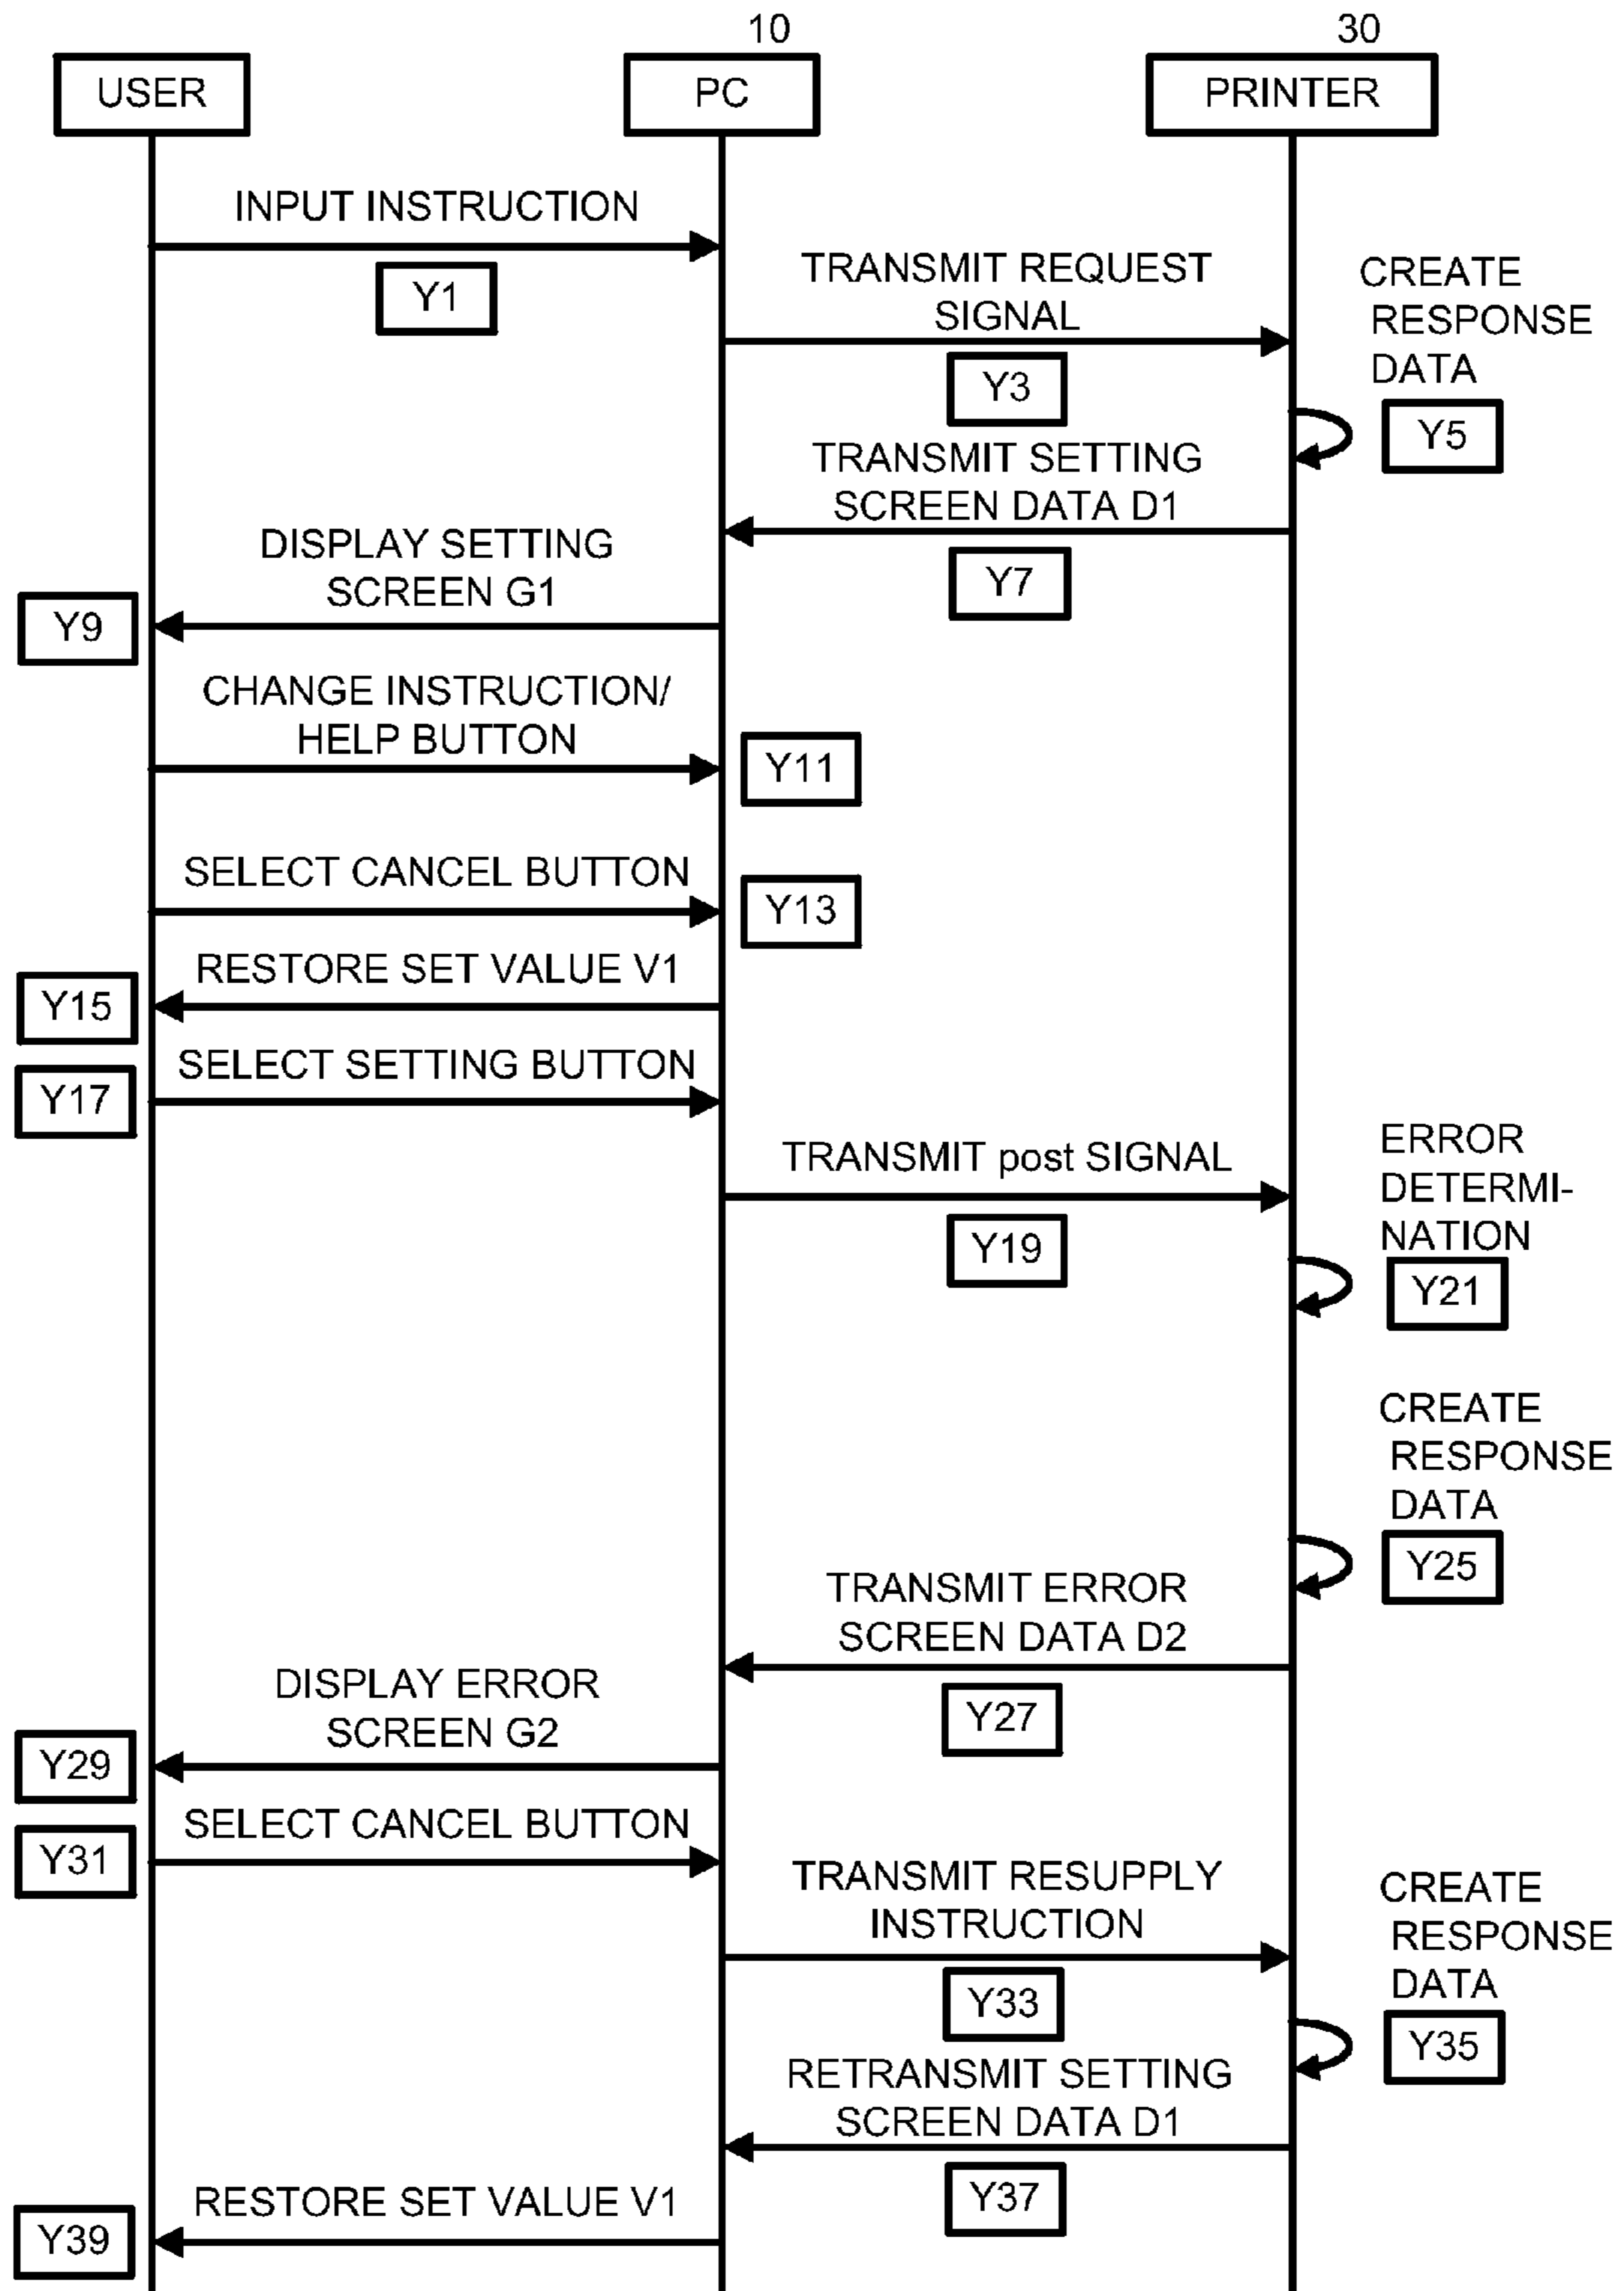 10
30
USER
PC
PRINTER
INPUT INSTRUCTION
Y1
TRANSMIT REQUEST
SIGNAL
Y3
CREATE
RESPONSE
DATA
Y5
TRANSMIT SETTING
SCREEN DATA D1
Y7
DISPLAY SETTING
SCREEN G1
Y9
CHANGE INSTRUCTION/
HELP BUTTON
Y11
SELECT CANCEL BUTTON
Y13
RESTORE SET VALUE V1
Y15
SELECT SETTING BUTTON
Y17
TRANSMIT post SIGNAL
Y19
ERROR
DETERMI-
NATION
Y21
CREATE
RESPONSE
DATA
Y25
TRANSMIT ERROR
SCREEN DATA D2
Y27
DISPLAY ERROR
SCREEN G2
Y29
SELECT CANCEL BUTTON
Y31
TRANSMIT RESUPPLY
INSTRUCTION
Y33
CREATE
RESPONSE
DATA
Y35
RETRANSMIT SETTING
SCREEN DATA D1
Y37
RESTORE SET VALUE V1
Y39